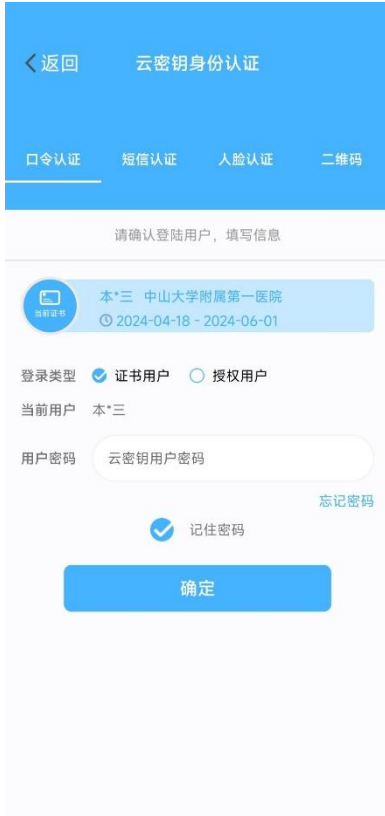 返回 云密钥身份认证
口令认证 短信认证 人脸认证 二维码
请确认登陆用户，填写信息
当前证书
本*三 中山大学附属第一医院
2024-04-18 - 2024-06-01
登录类型 证书用户 授权用户
当前用户 本*三
用户密码 云密钥用户密码
忘记密码
记住密码
确定